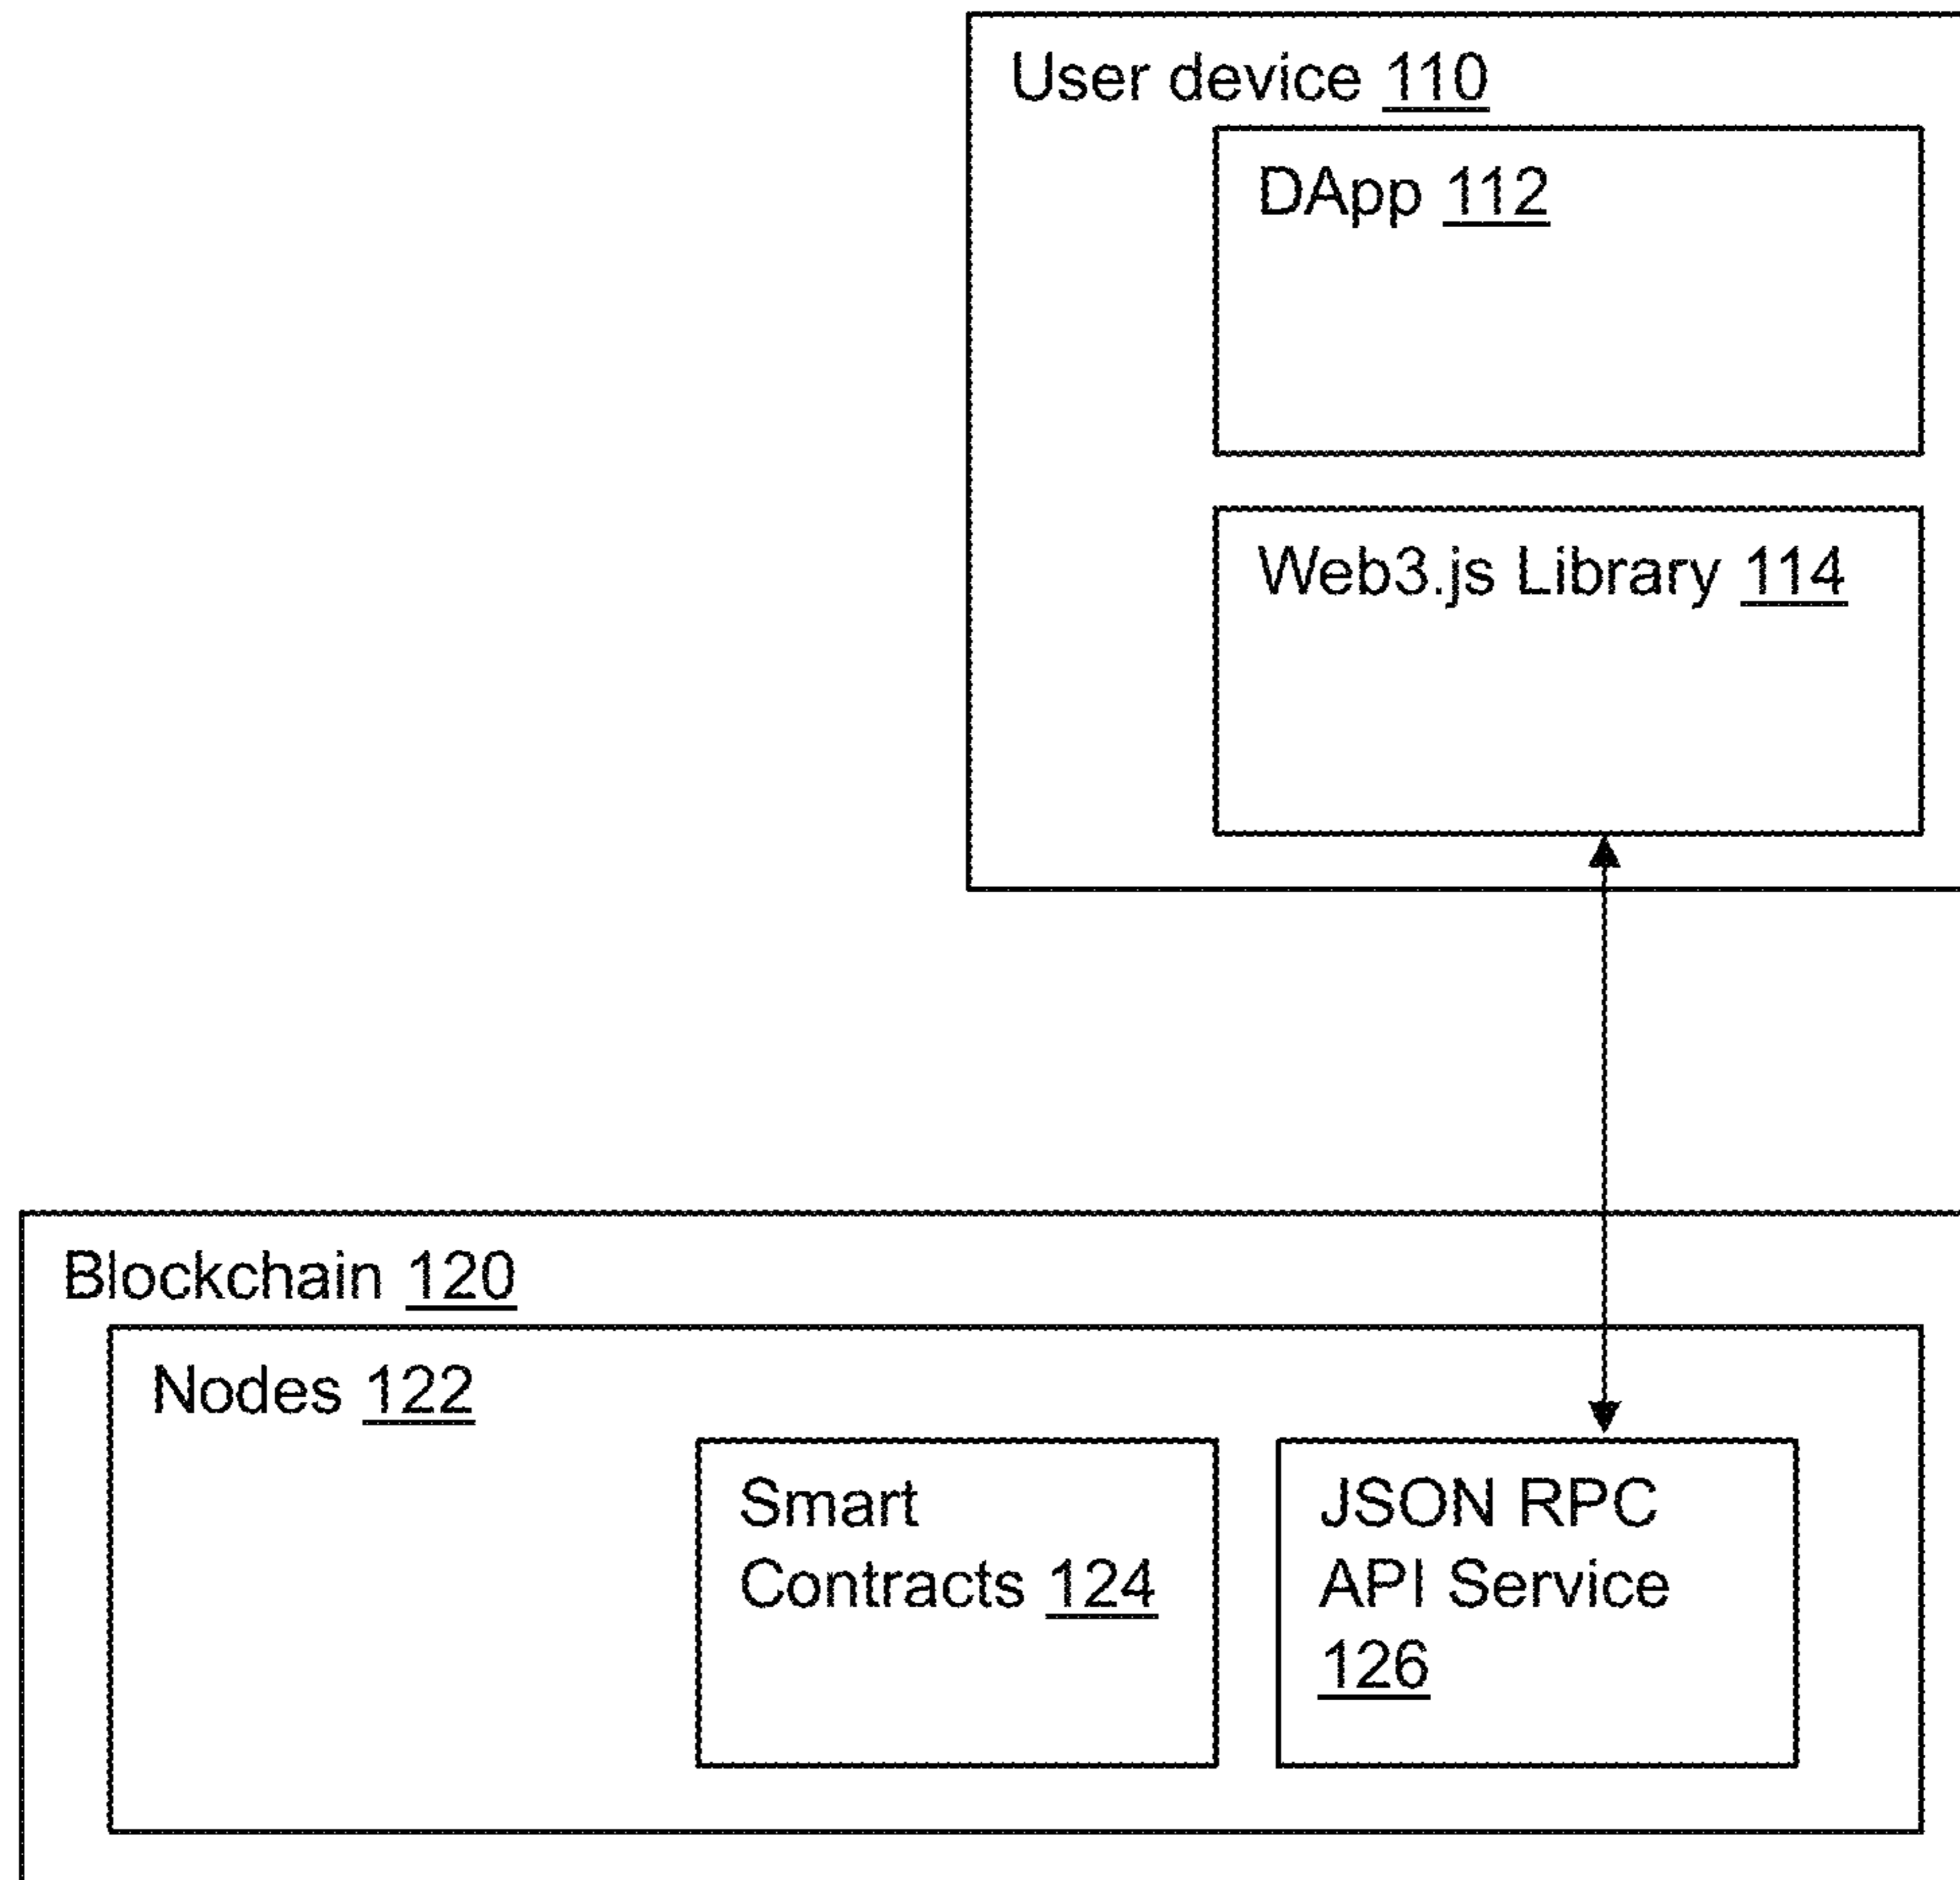 User device 110
DApp 112
Web3.js Library 114
Blockchain 120
Nodes 122
Smart
Contracts 124
JSON RPC
API Service
126